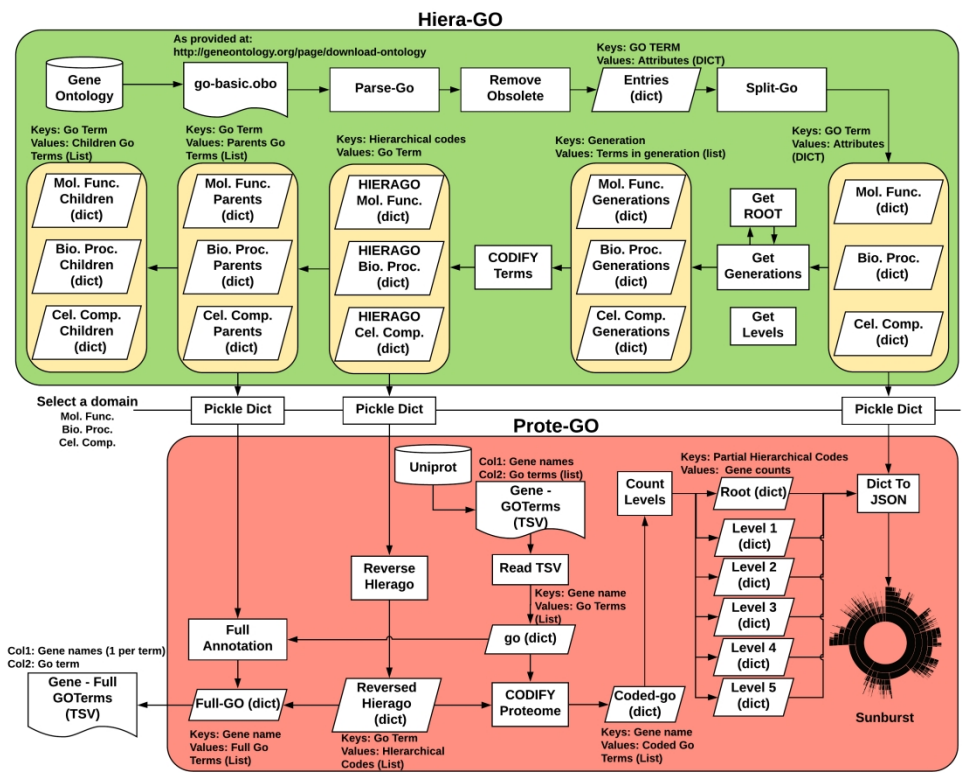 Hiera-GO
As provided at:
http://geneontology.org/page/download-ontology
Keys: GO TERM
Values: Attributes (DICT)
Gene
Ontology
go-basic.obo
Parse-Go
Remove
Obsolete
Entries
(dict)
Split-Go
Keys: Go Term
Values: Children Go
Terms (List)
Keys: Go Term
Values: Parents Go
Terms (List)
Keys: Hierarchical codes
Values: Go Term
Keys: Generation
Values: Terms in generation (list)
Keys: GO Term
Values: Attributes
(DICT)
Mol. Func.
Children
(dict)
Bio. Proc.
Children
(dict)
Cel. Comp.
Children
(dict)
Mol. Func.
Parents
(dict)
Bio. Proc.
Parents
(dict)
Cel. Comp.
Parents
(dict)
HIERAGO
Mol. Func.
(dict)
HIERAGO
Bio. Proc.
(dict)
HIERAGO
Cel. Comp.
(dict)
CODIFY
Terms
Mol. Func.
Generations
(dict)
Bio. Proc.
Generations
(dict)
Cel. Comp.
Generations
(dict)
Get
ROOT
Get
Generations
Get
Levels
Mol. Func.
(dict)
Bio. Proc.
(dict)
Cel. Comp.
(dict)
Select a domain
Mol. Func.
Bio. Proc.
Cel. Comp.
Pickle Dict
Pickle Dict
Pickle Dict
Prote-GO
Uniprot
Col1: Gene names
Col2: Go terms (list)
Gene -
GOTerms
(TSV)
Count
Levels
Keys: Partial Hierarchical Codes
Values: Gene counts
Root (dict)
Level 1
(dict)
Level 2
(dict)
Level 3
(dict)
Level 4
(dict)
Level 5
(dict)
Dict To
JSON
Sunburst
Reverse
HIerago
Read TSV
Keys: Gene name
Values: Go Terms
(List)
Full
Annotation
go (dict)
Col1: Gene names (1 per term)
Col2: Go term
Gene - Full
GOTerms
(TSV)
Full-GO (dict)
Keys: Gene name
Values: Full Go
Terms (List)
Reversed
Hierago
(dict)
Keys: Go Term
Values: HIerarchical
Codes (List)
CODIFY
Proteome
Coded-go
(dict)
Keys: Gene name
Values: Coded Go
Terms (List)